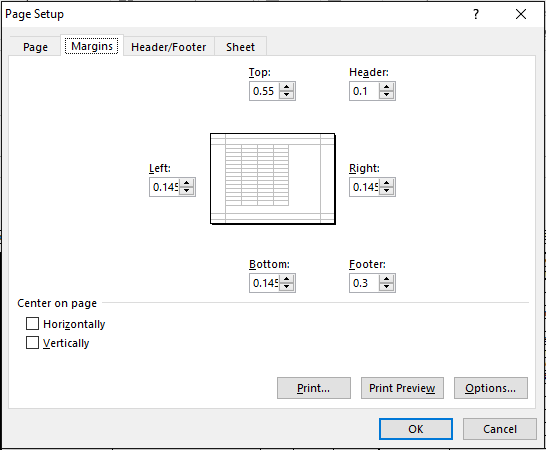 Page Setup
Page Margins Header/Footer Sheet
Top: Header:
0.55 0.1
Left: Right:
0.145 0.145
Bottom: Footer:
0.145 0.3
Center on page
Horizontally
Vertically
Print... Print Preview Options...
OK Cancel